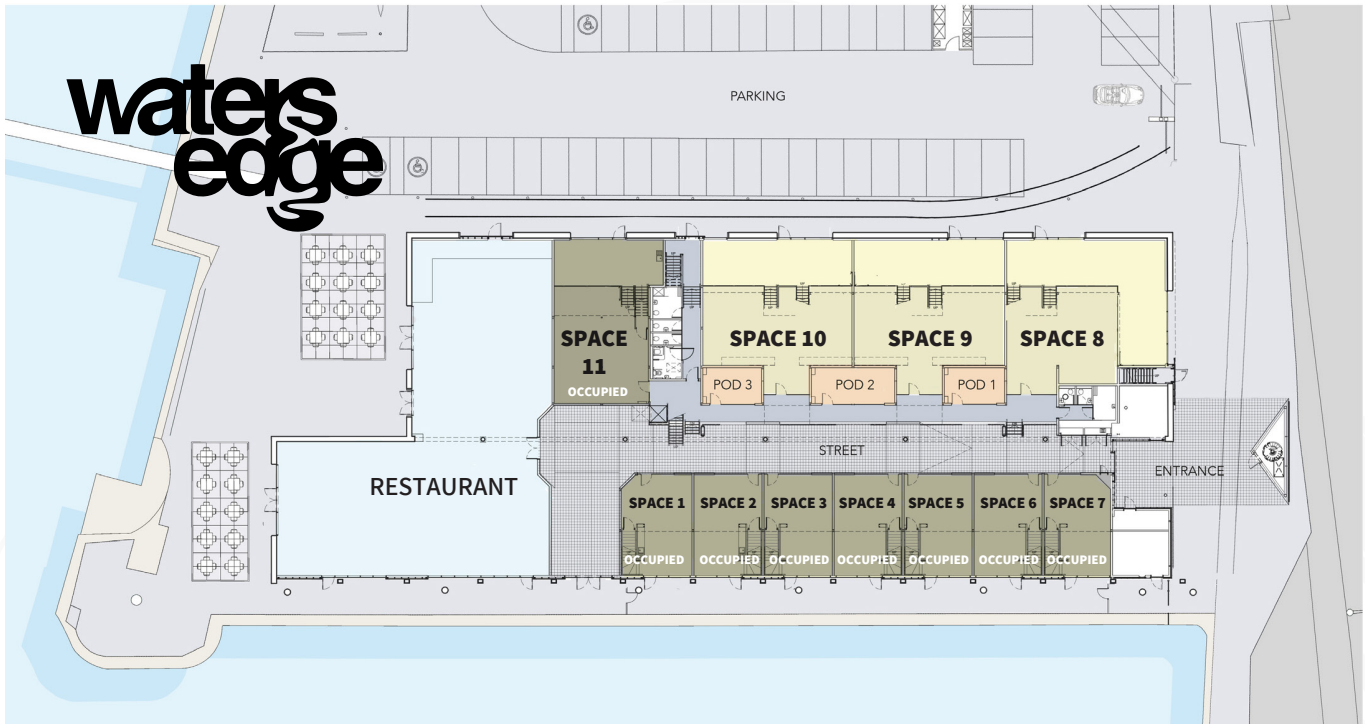 waters
edge
PARKING
SPACE
11
OCCUPIED
SPACE 10
SPACE 9
SPACE 8
POD 3
POD 2
POD 1
STREET
ENTRANCE
RESTAURANT
SPACE 1
SPACE 2
SPACE 3
SPACE 4
SPACE 5
SPACE 6
SPACE 7
OCCUPIED
OCCUPIED
OCCUPIED
OCCUPIED
OCCUPIED
OCCUPIED
OCCUPIED